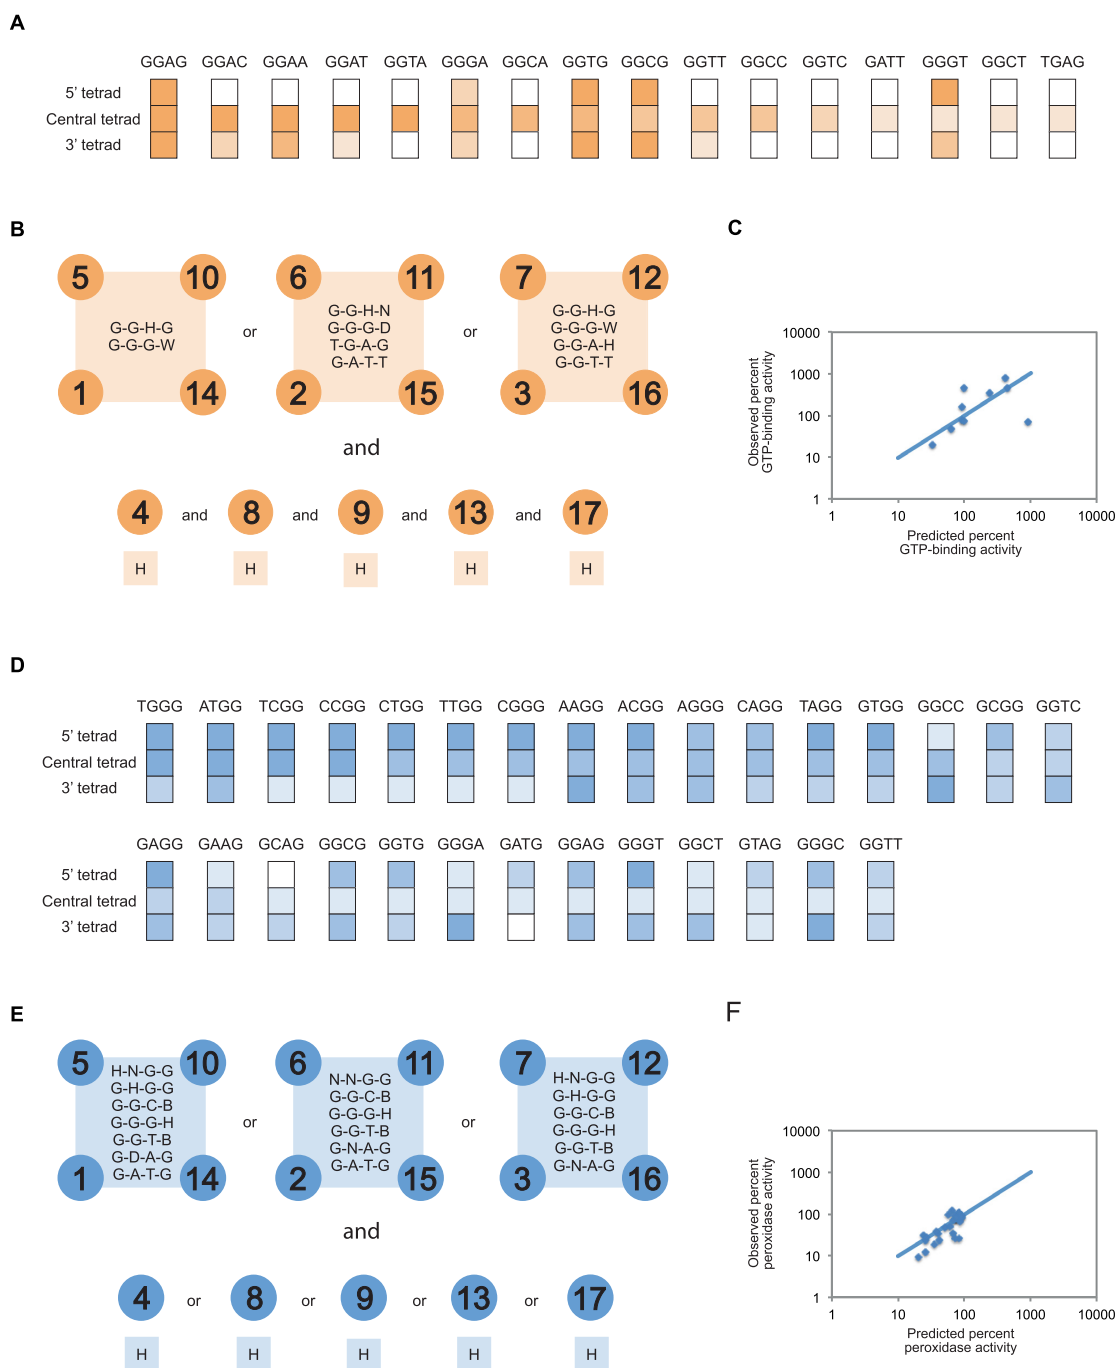 A
GGAG GGAC GGAA GGAT GGTA GGGA GGCA GGTG GGCG GGTT GGCC GGTC GATT GGGT GGCT TGAG
5' tetrad
Central tetrad
3' tetrad
B
5 10 6 11 7 12
G-G-H-G
G-G-G-W
or
G-G-H-N
G-G-G-D
T-G-A-G
G-A-T-T
or
G-G-H-G
G-G-G-W
G-G-A-H
G-G-T-T
1 14 2 15 3 16
and
4 and 8 and 9 and 13 and 17
H H H H H
C
Observed percent
GTP-binding activity
10000
1000
100
10
1
1 10 100 1000 10000
Predicted percent
GTP-binding activity
D
TGGG ATGG TCGG CCGG CTGG TTGG CGGG AAGG ACGG AGGG CAGG TAGG GTGG GGCC GCGG GGTC
5' tetrad
Central tetrad
3' tetrad
GAGG GAAG GCAG GGCG GGTG GGGA GATG GGAG GGGT GGCT GTAG GGGC GGTT
5' tetrad
Central tetrad
3' tetrad
E
5 10 6 11 7 12
H-N-G-G
G-H-G-G
G-G-C-B
G-G-G-H
G-G-T-B
G-D-A-G
G-A-T-G
or
N-N-G-G
G-G-C-B
G-G-G-H
G-G-T-B
G-N-A-G
G-A-T-G
or
H-N-G-G
G-H-G-G
G-G-C-B
G-G-G-H
G-G-T-B
G-N-A-G
1 14 2 15 3 16
and
4 or 8 or 9 or 13 or 17
H H H H H
F
Observed percent
peroxidase activity
10000
1000
100
10
1
1 10 100 1000 10000
Predicted percent
peroxidase activity